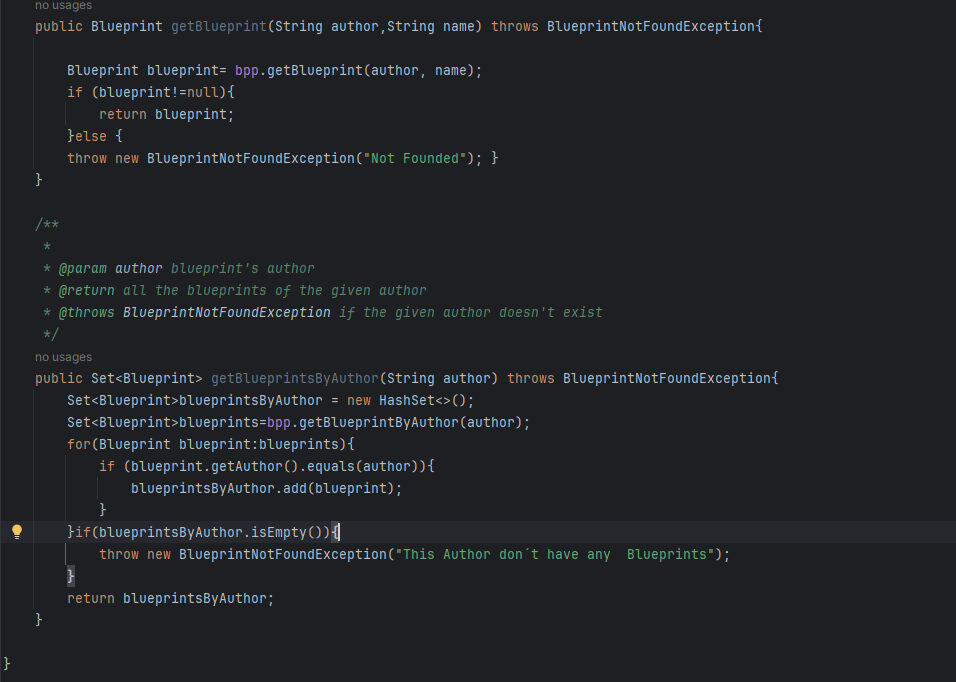 no usages
public Blueprint getBlueprint(String author,String name) throws BlueprintNotFoundException{
Blueprint blueprint= bpp.getBlueprint(author, name);
if (blueprint!=null){
return blueprint;
}else {
throw new BlueprintNotFoundException("Not Founded"); }
}
/**
*
* @param author blueprint's author
* @return all the blueprints of the given author
* @throws BlueprintNotFoundException if the given author doesn't exist
*/
no usages
public Set<Blueprint> getBlueprintsByAuthor(String author) throws BlueprintNotFoundException{
Set<Blueprint>blueprintsByAuthor = new HashSet<>();
Set<Blueprint>blueprints=bpp.getBlueprintByAuthor(author);
for(Blueprint blueprint:blueprints){
if (blueprint.getAuthor().equals(author)){
blueprintsByAuthor.add(blueprint);
}
}if(blueprintsByAuthor.isEmpty()){
throw new BlueprintNotFoundException("This Author don´t have any  Blueprints");
}
return blueprintsByAuthor;
}
}